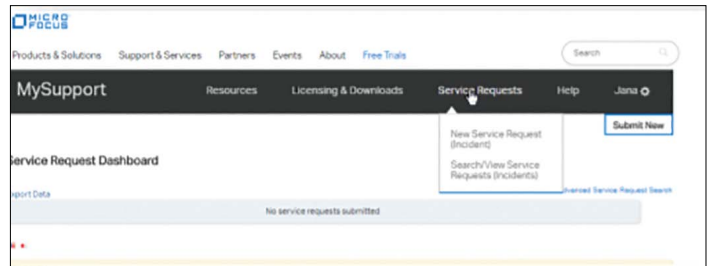 MICRO
FOCUS
Products & Solutions Support & Services Partners Events About Free Trials Search
MySupport Resources Licensing & Downloads Service Requests Help Jana
Submit New
New Service Request
(Incident)
Search/View Service
Requests (Incidents)
Service Request Dashboard
xport Data
dvanced Service Request Search
No service requests submitted